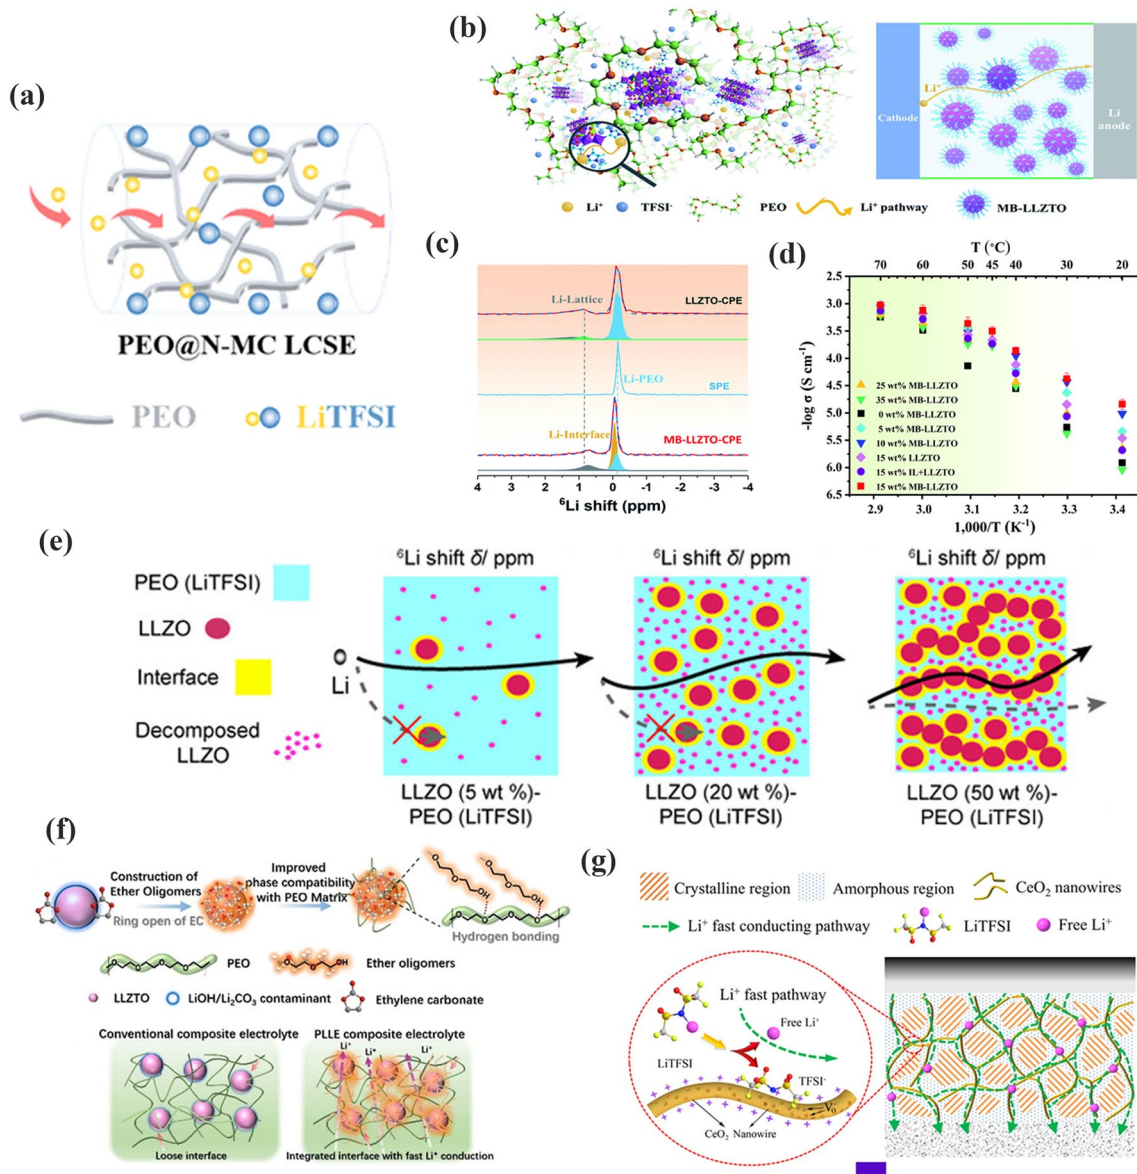 (a)
PEO@N-MC LCSE
PEO
LiTFSI
(b)
Li⁺
Cathode
Li
anode
Li⁺
TFSI⁻
PEO
Li⁺ pathway
MB-LLZTO
(c)
Li-Lattice
LLZTO-CPE
Li-PEO
SPE
Li-Interface
MB-LLZTO-CPE
4 3 2 1 0 -1 -2 -3 -4
⁶Li shift (ppm)
(d)
T (°C)
70 60 50 45 40 30 20
2.5
3.0
3.5
4.0
4.5
5.0
5.5
6.0
6.5
-log σ (S cm⁻¹)
25 wt% MB-LLZTO
35 wt% MB-LLZTO
0 wt% MB-LLZTO
5 wt% MB-LLZTO
10 wt% MB-LLZTO
15 wt% LLZTO
15 wt% IL+LLZTO
15 wt% MB-LLZTO
2.9 3.0 3.1 3.2 3.3 3.4
1,000/T (K⁻¹)
(e)
PEO (LiTFSI)
LLZO
Interface
Decomposed
LLZO
Li
⁶Li shift δ/ ppm
LLZO (5 wt %)-
PEO (LiTFSI)
⁶Li shift δ/ ppm
LLZO (20 wt %)-
PEO (LiTFSI)
⁶Li shift δ/ ppm
LLZO (50 wt %)-
PEO (LiTFSI)
(f)
Construction of
Ether Oligomers
Ring open of EC
Improved
phase compatibility
with PEO Matrix
Hydrogen bonding
PEO
Ether oligomers
LLZTO
LiOH/Li₂CO₃ contaminant
Ethylene carbonate
Conventional composite electrolyte
Loose interface
PLLE composite electrolyte
Li⁺
Li⁺
Li⁺
Integrated interface with fast Li⁺ conduction
(g)
Crystalline region
Amorphous region
CeO₂ nanowires
Li⁺ fast conducting pathway
LiTFSI
Free Li⁺
Li⁺ fast pathway
Free Li⁺
LiTFSI
TFSI⁻
Vo
CeO₂ Nanowire